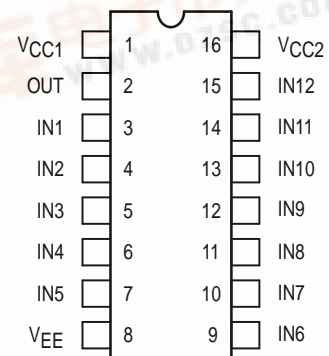 VCC1 1 16 VCC2
OUT 2 15 IN12
IN1 3 14 IN11
IN2 4 13 IN10
IN3 5 12 IN9
IN4 6 11 IN8
IN5 7 10 IN7
VEE 8 9 IN6